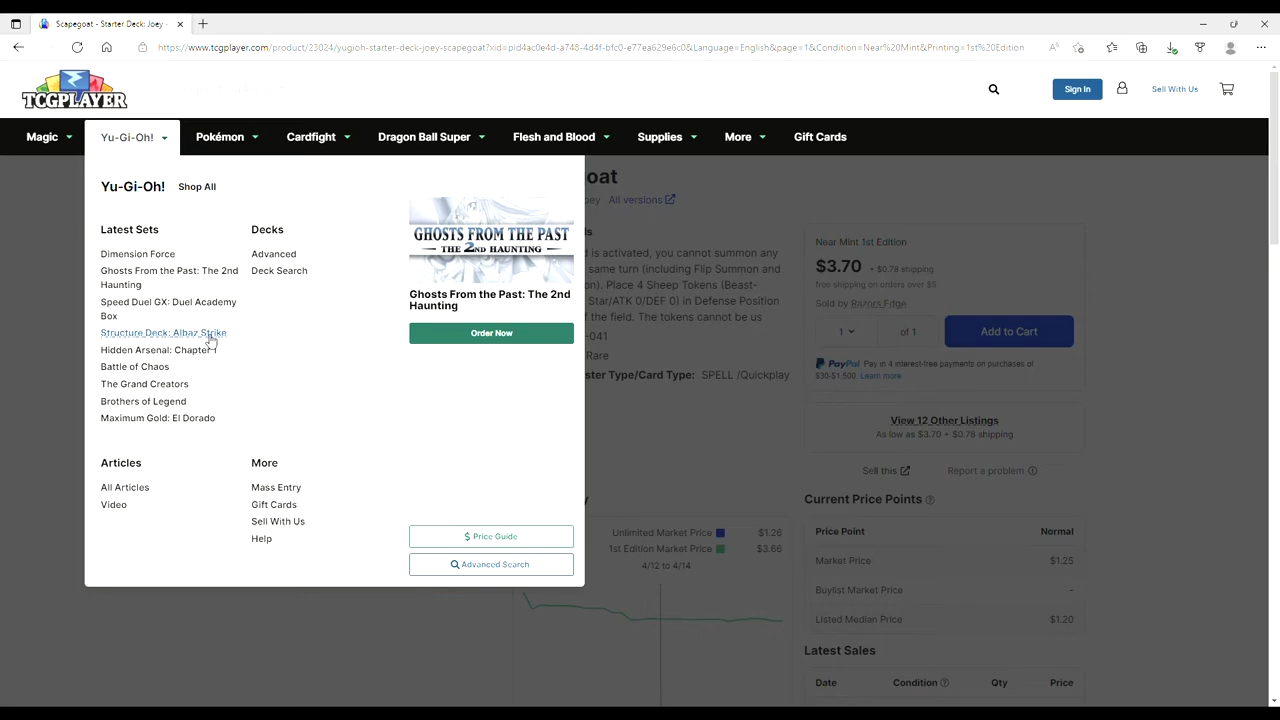 Scapegoat - Starter Deck: Joey
https://www.tcgplayer.com/product/23024/yugioh-starter-deck-joey-scapegoat?xid=pid4ac0e4d-a748-4d4f-bfc0-e77ea629e6c0&Language=English&page=1&Condition=Near%20Mint&Printing=1st%20Edition
TCGPLAYER
Sign In
Sell With Us
Magic
Yu-Gi-Oh!
Pokémon
Cardfight
Dragon Ball Super
Flesh and Blood
Supplies
More
Gift Cards
Yu-Gi-Oh! Shop All
Latest Sets
Dimension Force
Ghosts From the Past: The 2nd
Haunting
Speed Duel GX: Duel Academy
Box
Structure Deck: Albaz Strike
Hidden Arsenal: Chapter 1
Battle of Chaos
The Grand Creators
Brothers of Legend
Maximum Gold: El Dorado
Decks
Advanced
Deck Search
Articles
All Articles
Video
More
Mass Entry
Gift Cards
Sell With Us
Help
GHOSTS FROM THE PAST
THE 2ND HAUNTING
Ghosts From the Past: The 2nd
Haunting
Order Now
$ Price Guide
Advanced Search
oat
oey All versions
ls
d is activated, you cannot summon any
same turn (including Flip Summon and
on). Place 4 Sheep Tokens (Beast-
Star/ATK 0/DEF 0) in Defense Position
of the field. The tokens cannot be us
-041
Rare
ster Type/Card Type: SPELL /Quickplay
y
Unlimited Market Price $1.26
1st Edition Market Price $3.66
4/12 to 4/14
Near Mint 1st Edition
$3.70 + $0.78 shipping
free shipping on orders over $5
Sold by Razors Edge
1 of 1
Add to Cart
PayPal Pay in 4 interest-free payments on purchases of
$30-$1,500. Learn more
View 12 Other Listings
As low as $3.70 + $0.78 shipping
Sell this
Report a problem
Current Price Points
Price Point Normal
Market Price $1.25
Buylist Market Price -
Listed Median Price $1.20
Latest Sales
Date Condition Qty Price